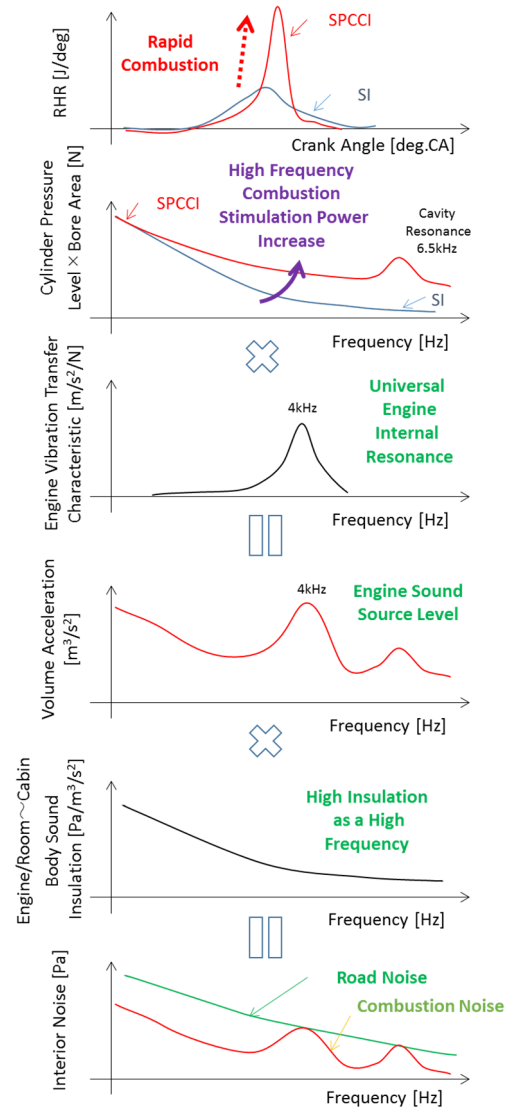 RHR [J/deg]
Rapid
Combustion
SPCCI
SI
Crank Angle [deg.CA]
Cylinder Pressure
Level×Bore Area [N]
SPCCI
High Frequency
Combustion
Stimulation Power
Increase
Cavity
Resonance
6.5kHz
SI
Frequency [Hz]
Engine Vibration Transfer
Characteristic [m/s²/N]
4kHz
Universal
Engine
Internal
Resonance
Frequency [Hz]
Volume Acceleration
[m³/s²]
4kHz
Engine Sound
Source Level
Frequency [Hz]
Engine/Room～Cabin
Body Sound
Insulation [Pa/m³/s²]
High Insulation
as a High
Frequency
Frequency [Hz]
Interior Noise [Pa]
Road Noise
Combustion Noise
Frequency [Hz]